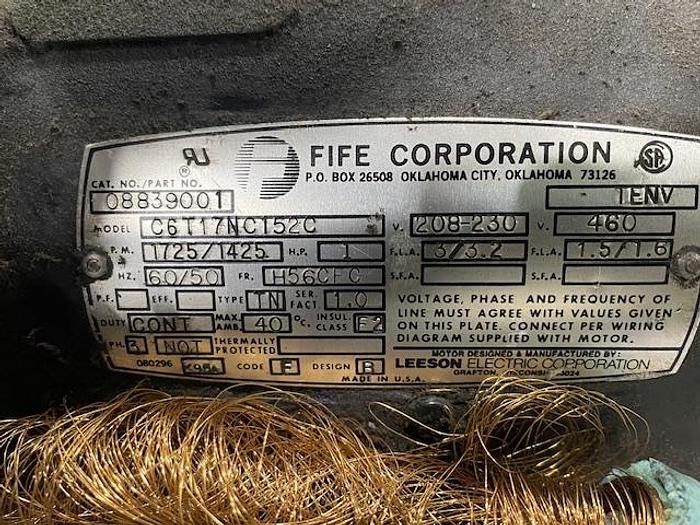 FIFE CORPORATION
P.O. BOX 26508 OKLAHOMA CITY, OKLAHOMA 73126
CAT. NO./PART NO.
08839001 TENV
MODEL C6T17NC152C V. 208-230 V. 460
P.M. 1725/1425 H.P. 1 F.L.A. 3/3.2 F.L.A. 1.5/1.6
HZ. 60/50 FR. S.F.A. S.F.A.
P.F. EFF. TYPE TN SER. FACT. 1.0
DUTY CONT MAX. AMB. 40 °C. INSUL. CLASS
PH. 3 NOT THERMALLY PROTECTED
VOLTAGE, PHASE AND FREQUENCY OF
LINE MUST AGREE WITH VALUES GIVEN
ON THIS PLATE. CONNECT PER WIRING
DIAGRAM SUPPLIED WITH MOTOR.
080296 CODE F DESIGN B
MOTOR DESIGNED & MANUFACTURED BY:
LEESON ELECTRIC CORPORATION
GRAFTON,
MADE IN U.S.A.